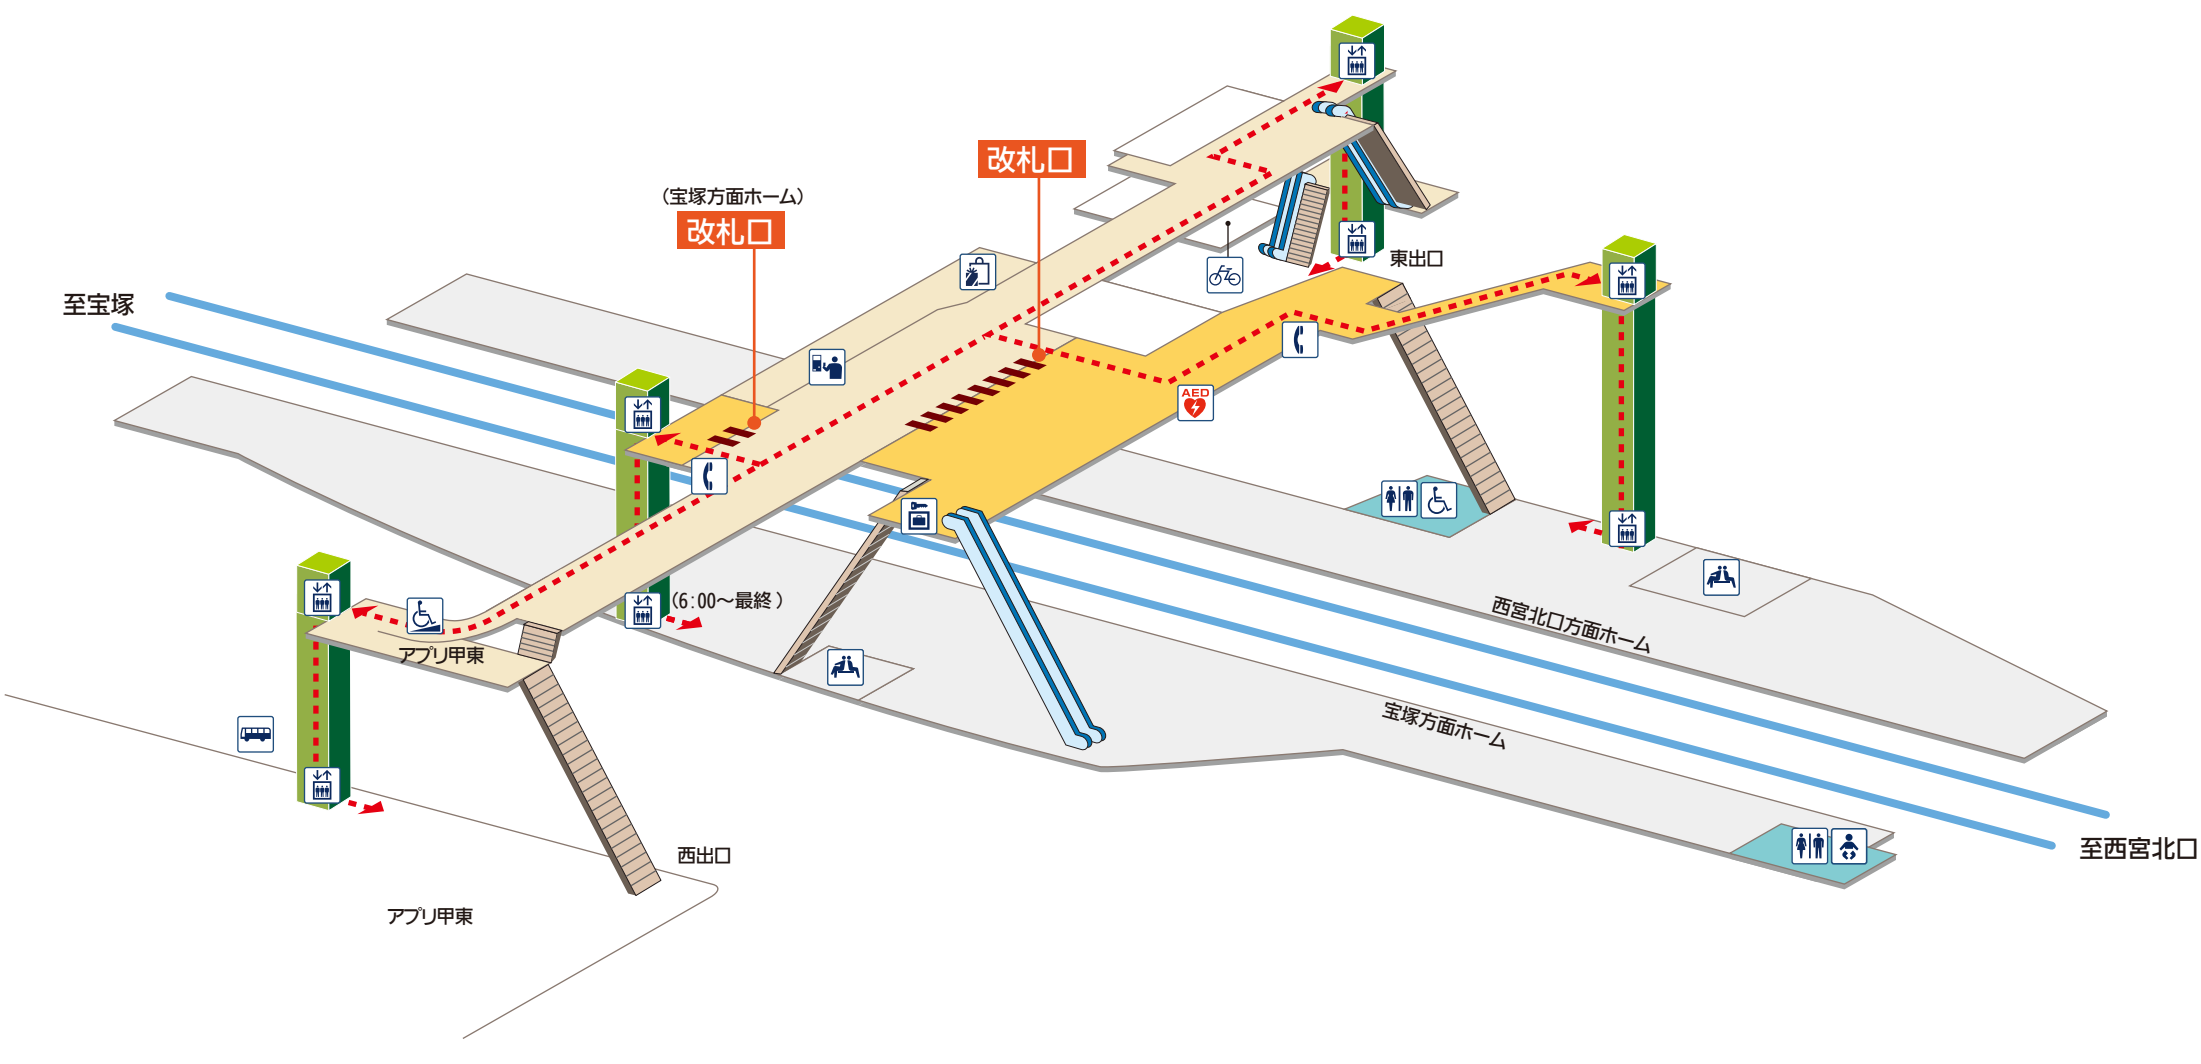 改札口
（宝塚方面ホーム）
改札口
東出口
至宝塚
AED
（6：00～最終）
西宮北口方面ホーム
アプリ甲東
宝塚方面ホーム
至西宮北口
西出口
アプリ甲東